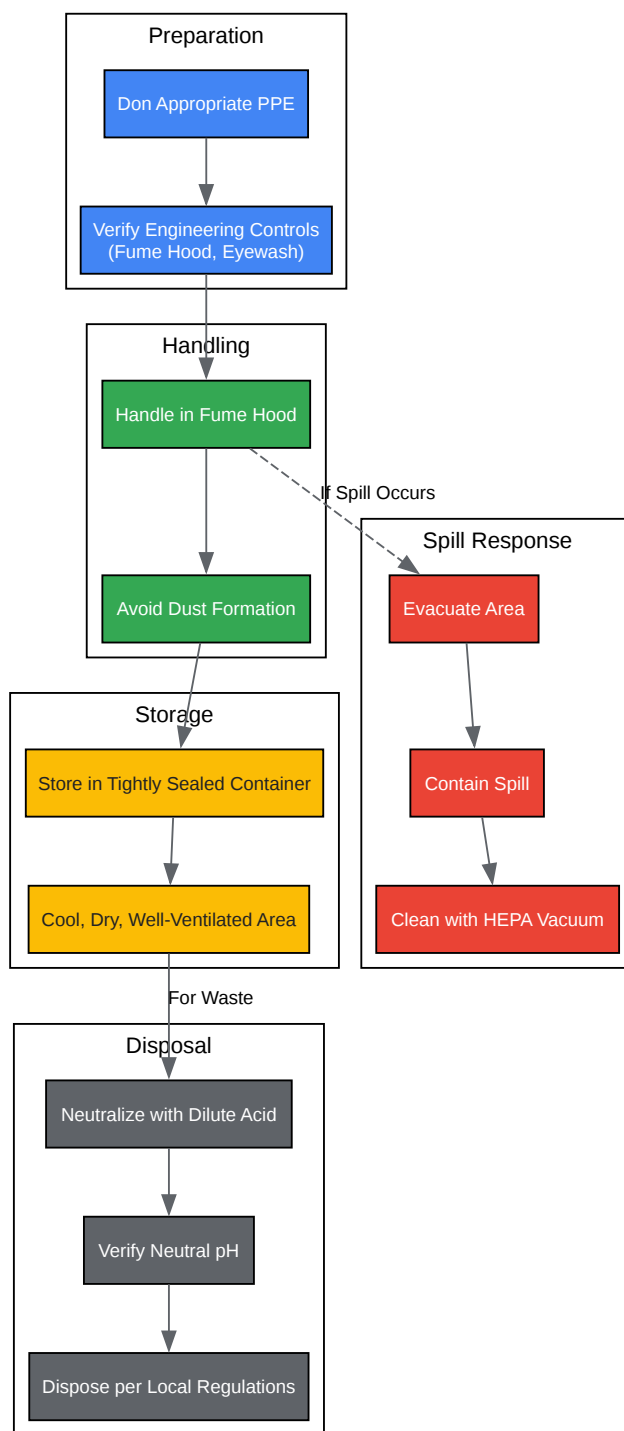 Preparation
Don Appropriate PPE
Verify Engineering Controls
(Fume Hood, Eyewash)
Handling
Handle in Fume Hood
If Spill Occurs
Spill Response
Avoid Dust Formation
Evacuate Area
Storage
Store in Tightly Sealed Container
Contain Spill
Cool, Dry, Well-Ventilated Area
Clean with HEPA Vacuum
For Waste
Disposal
Neutralize with Dilute Acid
Verify Neutral pH
Dispose per Local Regulations